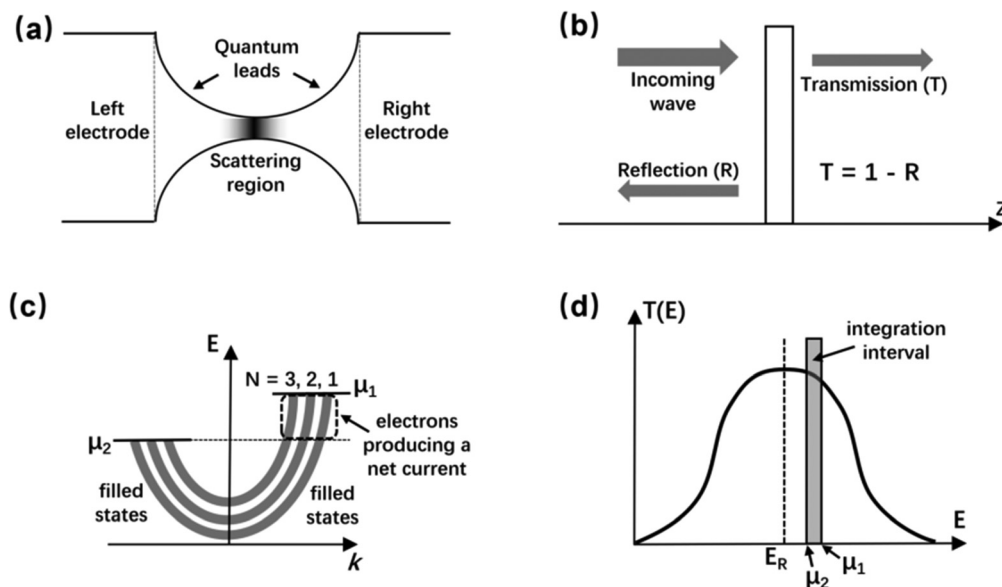 (a)
Quantum
leads
Left
electrode
Right
electrode
Scattering
region
(b)
Incoming
wave
Transmission (T)
Reflection (R)
T = 1 - R
Z
(c)
E
N = 3, 2, 1
μ1
μ2
electrons
producing a
net current
filled
states
filled
states
k
(d)
T(E)
integration
interval
E
ER
μ2
μ1